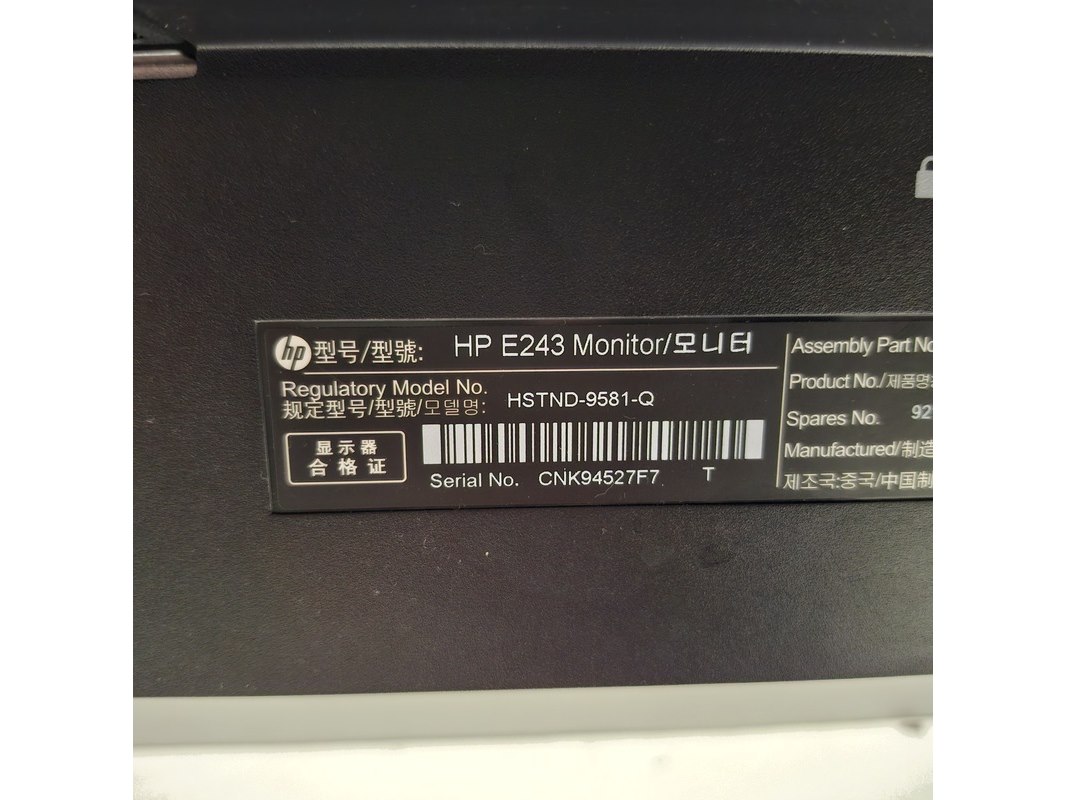 hp 型号/型號: HP E243 Monitor/모니터
Regulatory Model No.
规定型号/型號/모델명: HSTND-9581-Q
显示器
合格证
Serial No. CNK94527F7 T
Assembly Part No
Product No./제품명
Spares No. 92
Manufactured/制造
제조국:중국/中国制